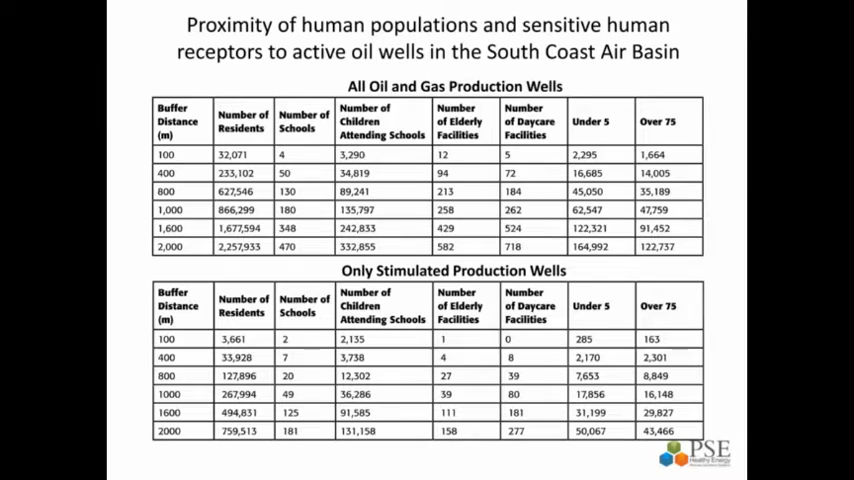 Proximity of human populations and sensitive human
receptors to active oil wells in the South Coast Air Basin
All Oil and Gas Production Wells
Buffer Distance (m) Number of Residents Number of Schools Number of Children Attending Schools Number of Elderly Facilities Number of Daycare Facilities Under 5 Over 75
100 32,071 4 3,290 12 5 2,295 1,664
400 233,102 50 34,819 94 72 16,685 14,005
800 627,546 130 89,241 213 184 45,050 35,189
1,000 866,299 180 135,797 258 262 62,547 47,759
1,600 1,677,594 348 242,833 429 524 122,321 91,452
2,000 2,257,933 470 332,855 582 718 164,992 122,737
Only Stimulated Production Wells
Buffer Distance (m) Number of Residents Number of Schools Number of Children Attending Schools Number of Elderly Facilities Number of Daycare Facilities Under 5 Over 75
100 3,661 2 2,135 1 0 285 163
400 33,928 7 3,738 4 8 2,170 2,301
800 127,896 20 12,302 27 39 7,653 8,849
1000 267,994 49 36,286 39 80 17,856 16,148
1600 494,831 125 91,585 111 181 31,199 29,827
2000 759,513 181 131,158 158 277 50,067 43,466
PSE
Healthy Energy